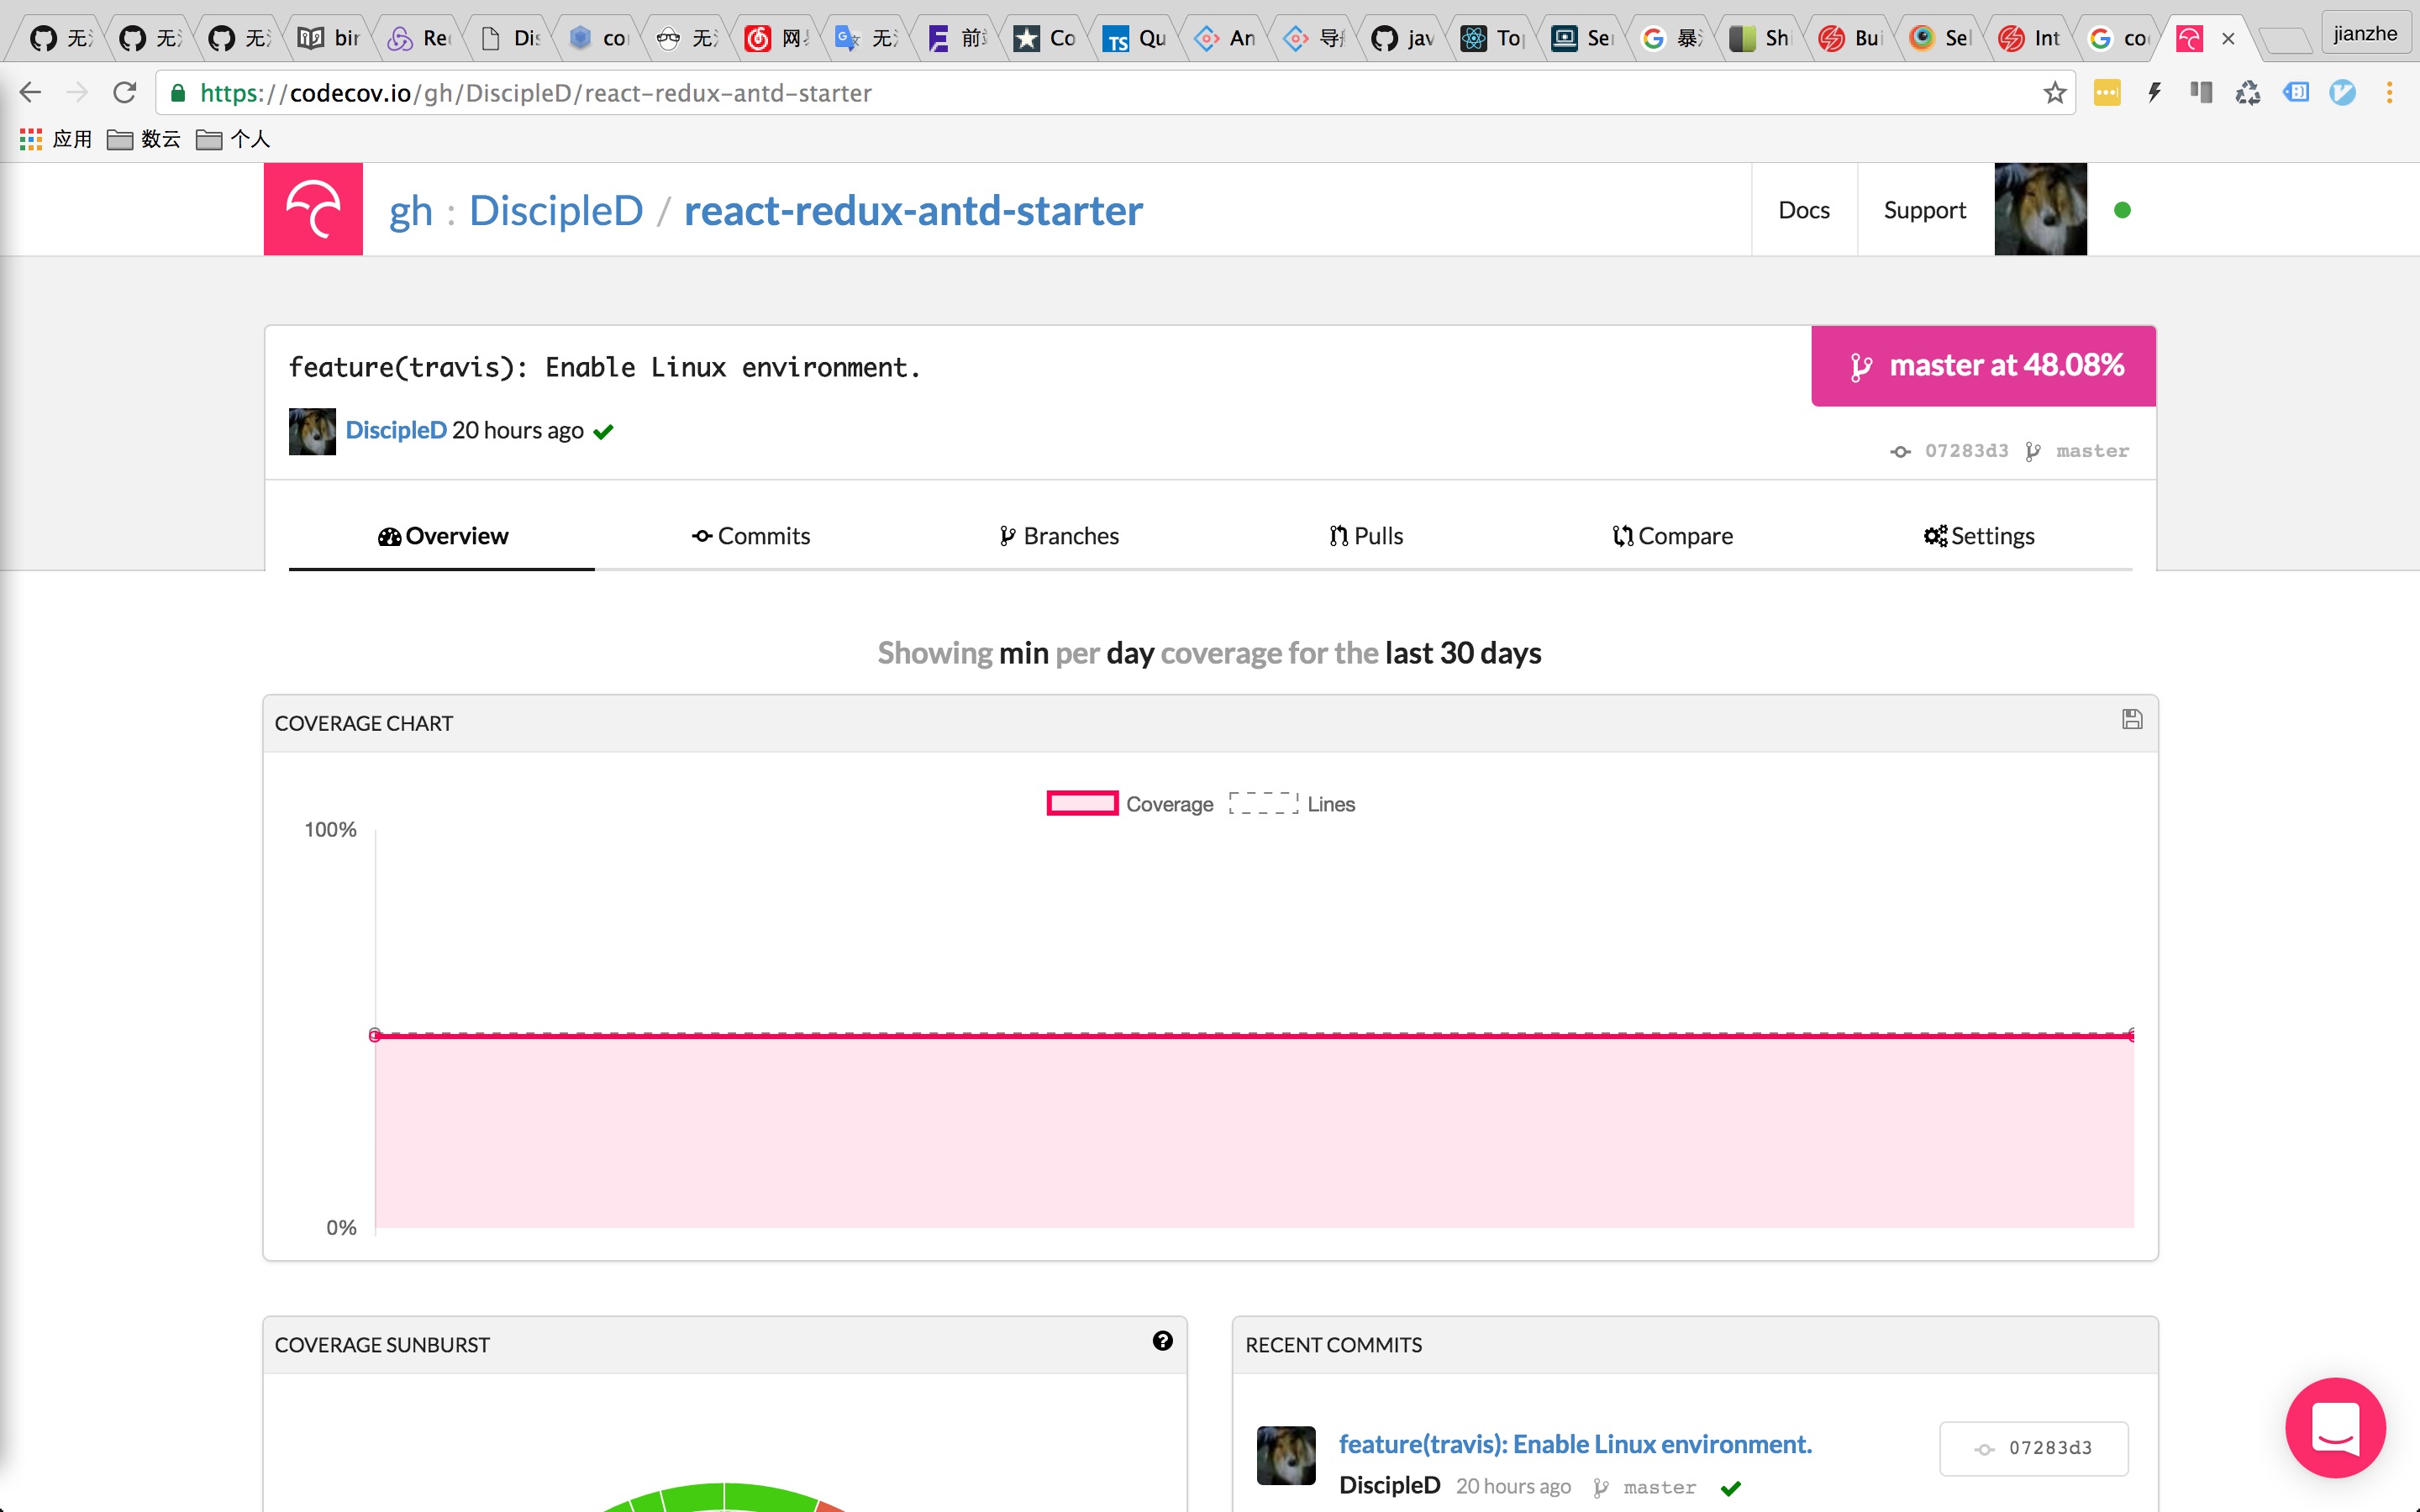 无 无 无 bir Re Dis co 无 网 无 前 Co Qu An 导 jav To Se 暴 Sh Bu Sel Int co jianzhe
https://codecov.io/gh/DiscipleD/react-redux-antd-starter
应用 数云 个人
gh : DiscipleD / react-redux-antd-starter Docs Support
feature(travis): Enable Linux environment. master at 48.08%
DiscipleD 20 hours ago 07283d3 master
Overview Commits Branches Pulls Compare Settings
Showing min per day coverage for the last 30 days
COVERAGE CHART
Coverage Lines
100%
0%
COVERAGE SUNBURST
RECENT COMMITS
feature(travis): Enable Linux environment. 07283d3
DiscipleD 20 hours ago master